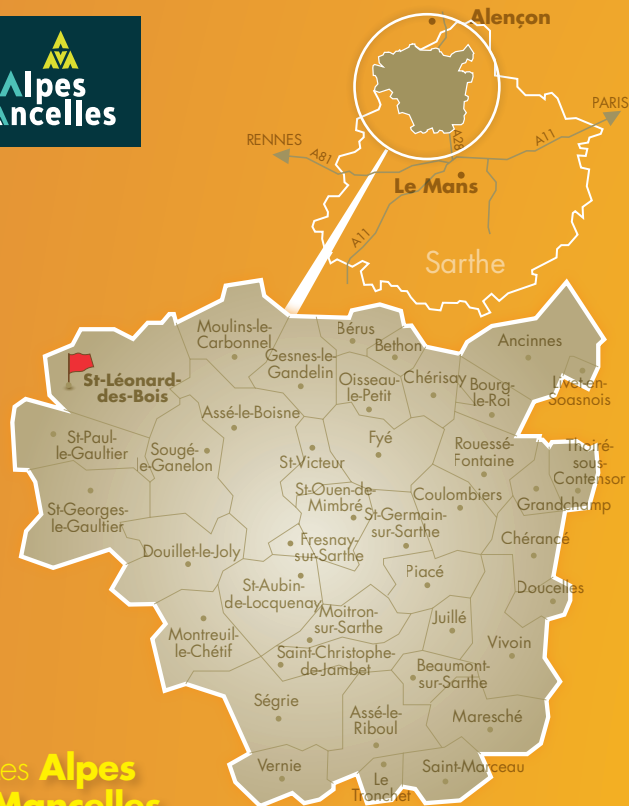 Alpes
ancelles
Alençon
PARIS
RENNES
A81
A28
A11
Le Mans
A11
Sarthe
Moulins-le-
Carbonnel
Bérus
Bethon
Ancinnes
Gesnes-le-
Gandelin
St-Léonard-
des-Bois
Oisseau-
le-Petit
Chérisay
Bourg-
le-Roi
Livet-en-
Soasnois
Assé-le-Boisne
St-Paul-
le-Gaultier
Sougé-
le-Ganelon
Fyé
St-Victeur
Rouessé-
Fontaine
Thoiré-
sous-
Contensor
St-Georges-
le-Gaultier
St-Ouen-de-
Mimbré
St-Germain-
sur-Sarthe
Coulombiers
Grandchamp
Douillet-le-Joly
Fresnay-
sur-Sarthe
Chérancé
St-Aubin-
de-Locquenay
Piacé
Doucelles
Montreuil-
le-Chétif
Moitron-
sur-Sarthe
Juillé
Vivoin
Saint-Christophe-
de-Jambet
Beaumont-
sur-Sarthe
Ségrie
Assé-le-
Riboul
Maresché
Vernie
Le
Tronchet
Saint-Marceau
es Alpes
Mancelles